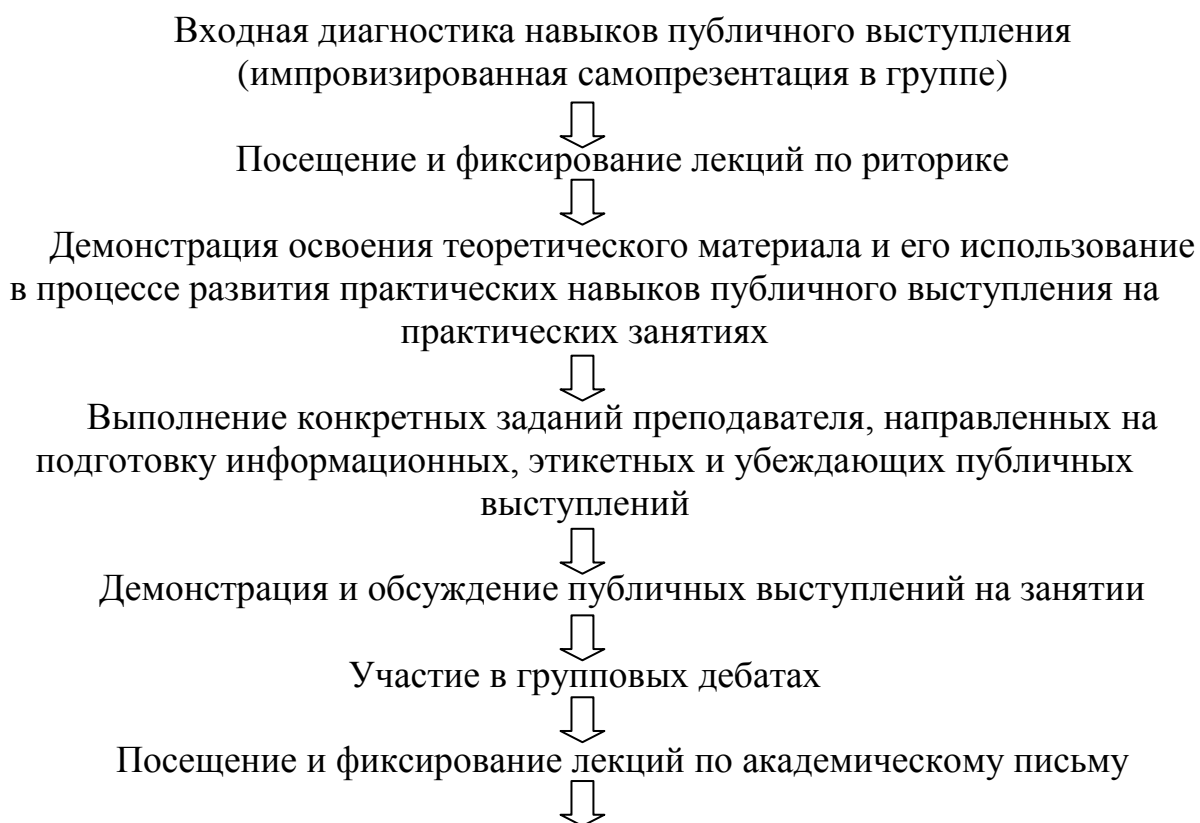 Входная диагностика навыков публичного выступления
(импровизированная самопрезентация в группе)
Посещение и фиксирование лекций по риторике
Демонстрация освоения теоретического материала и его использование
в процессе развития практических навыков публичного выступления на
практических занятиях
Выполнение конкретных заданий преподавателя, направленных на
подготовку информационных, этикетных и убеждающих публичных
выступлений
Демонстрация и обсуждение публичных выступлений на занятии
Участие в групповых дебатах
Посещение и фиксирование лекций по академическому письму